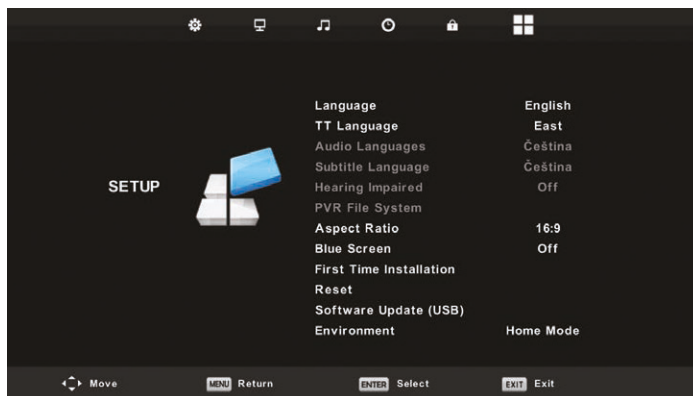 Language English
TT Language East
Audio Languages Čeština
Subtitle Language Čeština
SETUP
Hearing Impaired Off
PVR File System
Aspect Ratio 16:9
Blue Screen Off
First Time Installation
Reset
Software Update (USB)
Environment Home Mode
Move MENU Return ENTER Select EXIT Exit